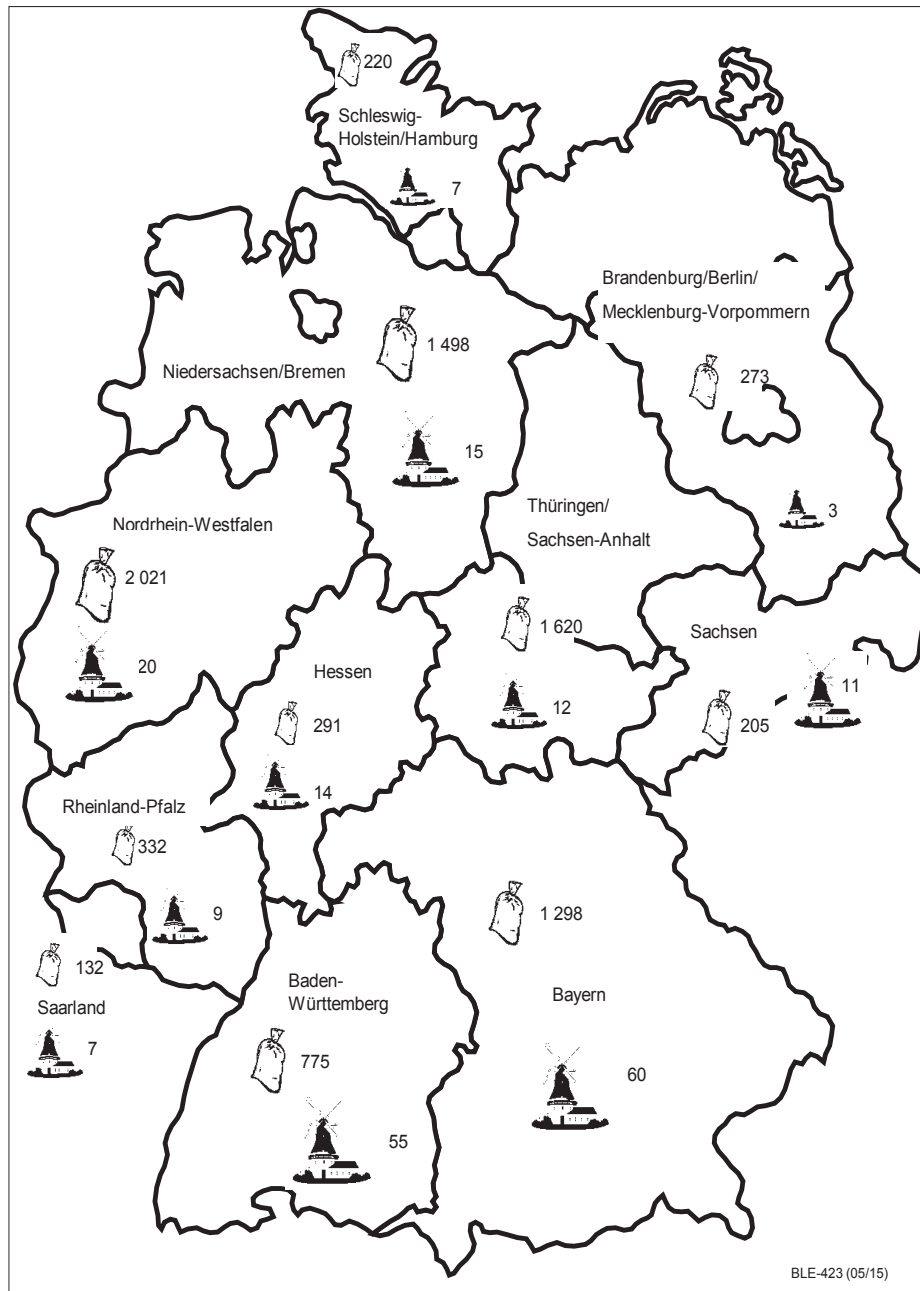 220
Schleswig-
Holstein/Hamburg
7
Brandenburg/Berlin/
Mecklenburg-Vorpommern
273
3
1 498
Niedersachsen/Bremen
15
Nordrhein-Westfalen
2 021
20
Thüringen/
Sachsen-Anhalt
1 620
12
Sachsen
11
205
Hessen
291
14
Rheinland-Pfalz
332
9
132
Saarland
7
Baden-
Württemberg
775
55
1 298
Bayern
60
BLE-423 (05/15)